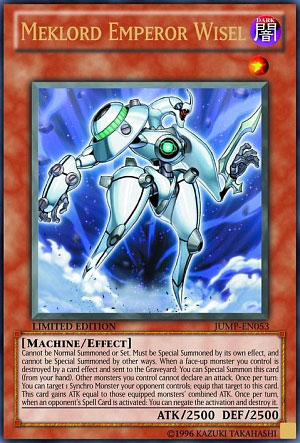 MEKLORD EMPEROR WISEL
DARK
闇
LIMITED EDITION
JUMP-EN053
[MACHINE/EFFECT]
Cannot be Normal Summoned or Set. Must be Special Summoned by its own effect, and
cannot be Special Summoned by other ways. When a face-up monster you control is
destroyed by a card effect and sent to the Graveyard: You can Special Summon this card
(from your hand). Other monsters you control cannot declare an attack. Once per turn:
You can target 1 Synchro Monster your opponent controls; equip that target to this card.
This card gains ATK equal to those equipped monsters' combined ATK. Once per turn,
when an opponent's Spell Card is activated: You can negate the activation and destroy it.
ATK/2500 DEF/2500
©1996 KAZUKI TAKAHASHI